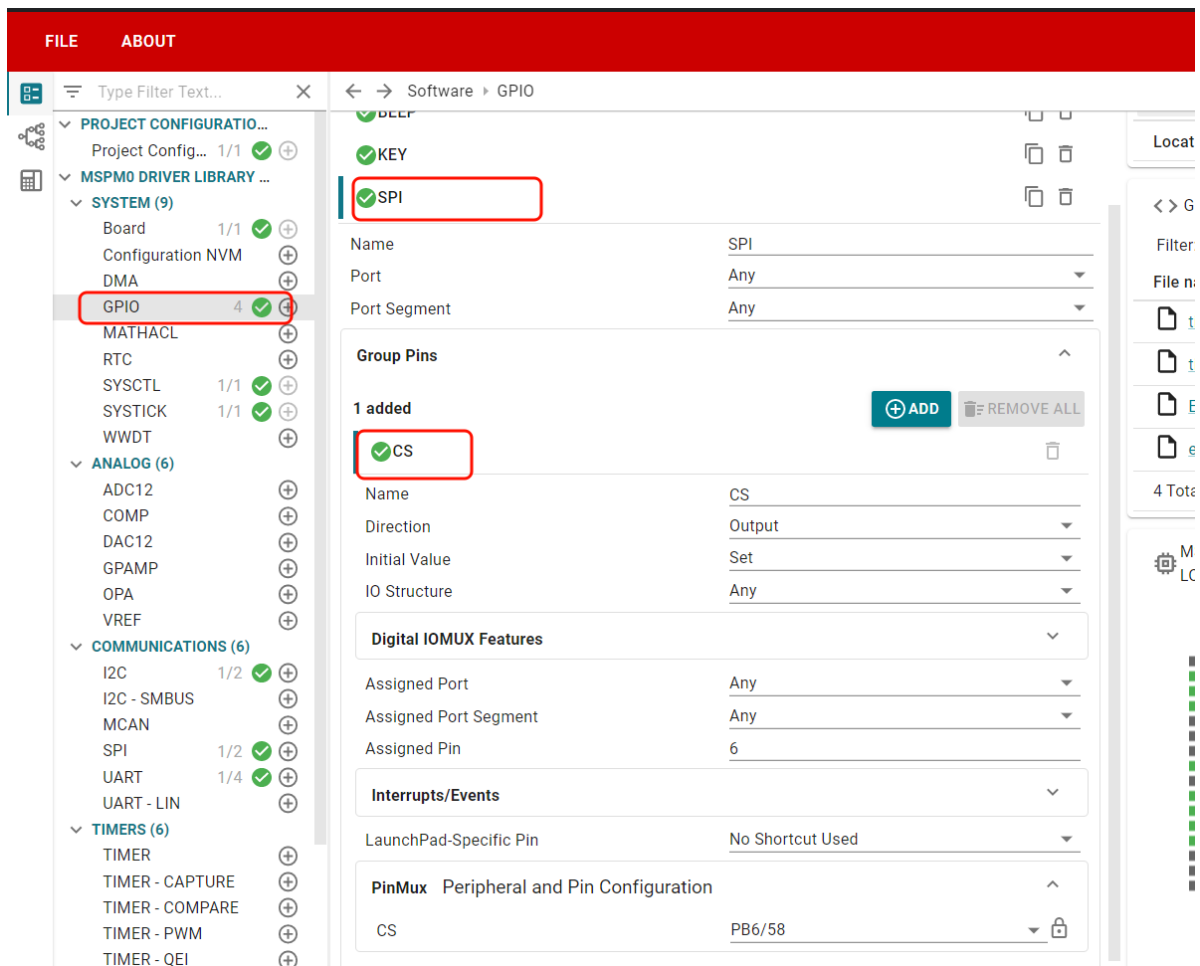 FILE ABOUT
Type Filter Text...
Software GPIO
PROJECT CONFIGURATIO...
Project Config... 1/1
MSPM0 DRIVER LIBRARY ...
SYSTEM (9)
Board 1/1
Configuration NVM
DMA
GPIO 4
MATHACL
RTC
SYSCTL 1/1
SYSTICK 1/1
WWDT
ANALOG (6)
ADC12
COMP
DAC12
GPAMP
OPA
VREF
COMMUNICATIONS (6)
I2C 1/2
I2C - SMBUS
MCAN
SPI 1/2
UART 1/4
UART - LIN
TIMERS (6)
TIMER
TIMER - CAPTURE
TIMER - COMPARE
TIMER - PWM
TIMER - QEI
BEEP
KEY
SPI
Name SPI
Port Any
Port Segment Any
Group Pins
1 added
ADD REMOVE ALL
CS
Name CS
Direction Output
Initial Value Set
IO Structure Any
Digital IOMUX Features
Assigned Port Any
Assigned Port Segment Any
Assigned Pin 6
Interrupts/Events
LaunchPad-Specific Pin No Shortcut Used
PinMux Peripheral and Pin Configuration
CS PB6/58
Locat
G
Filter
File na
t
t
E
e
4 Tota
M
LC